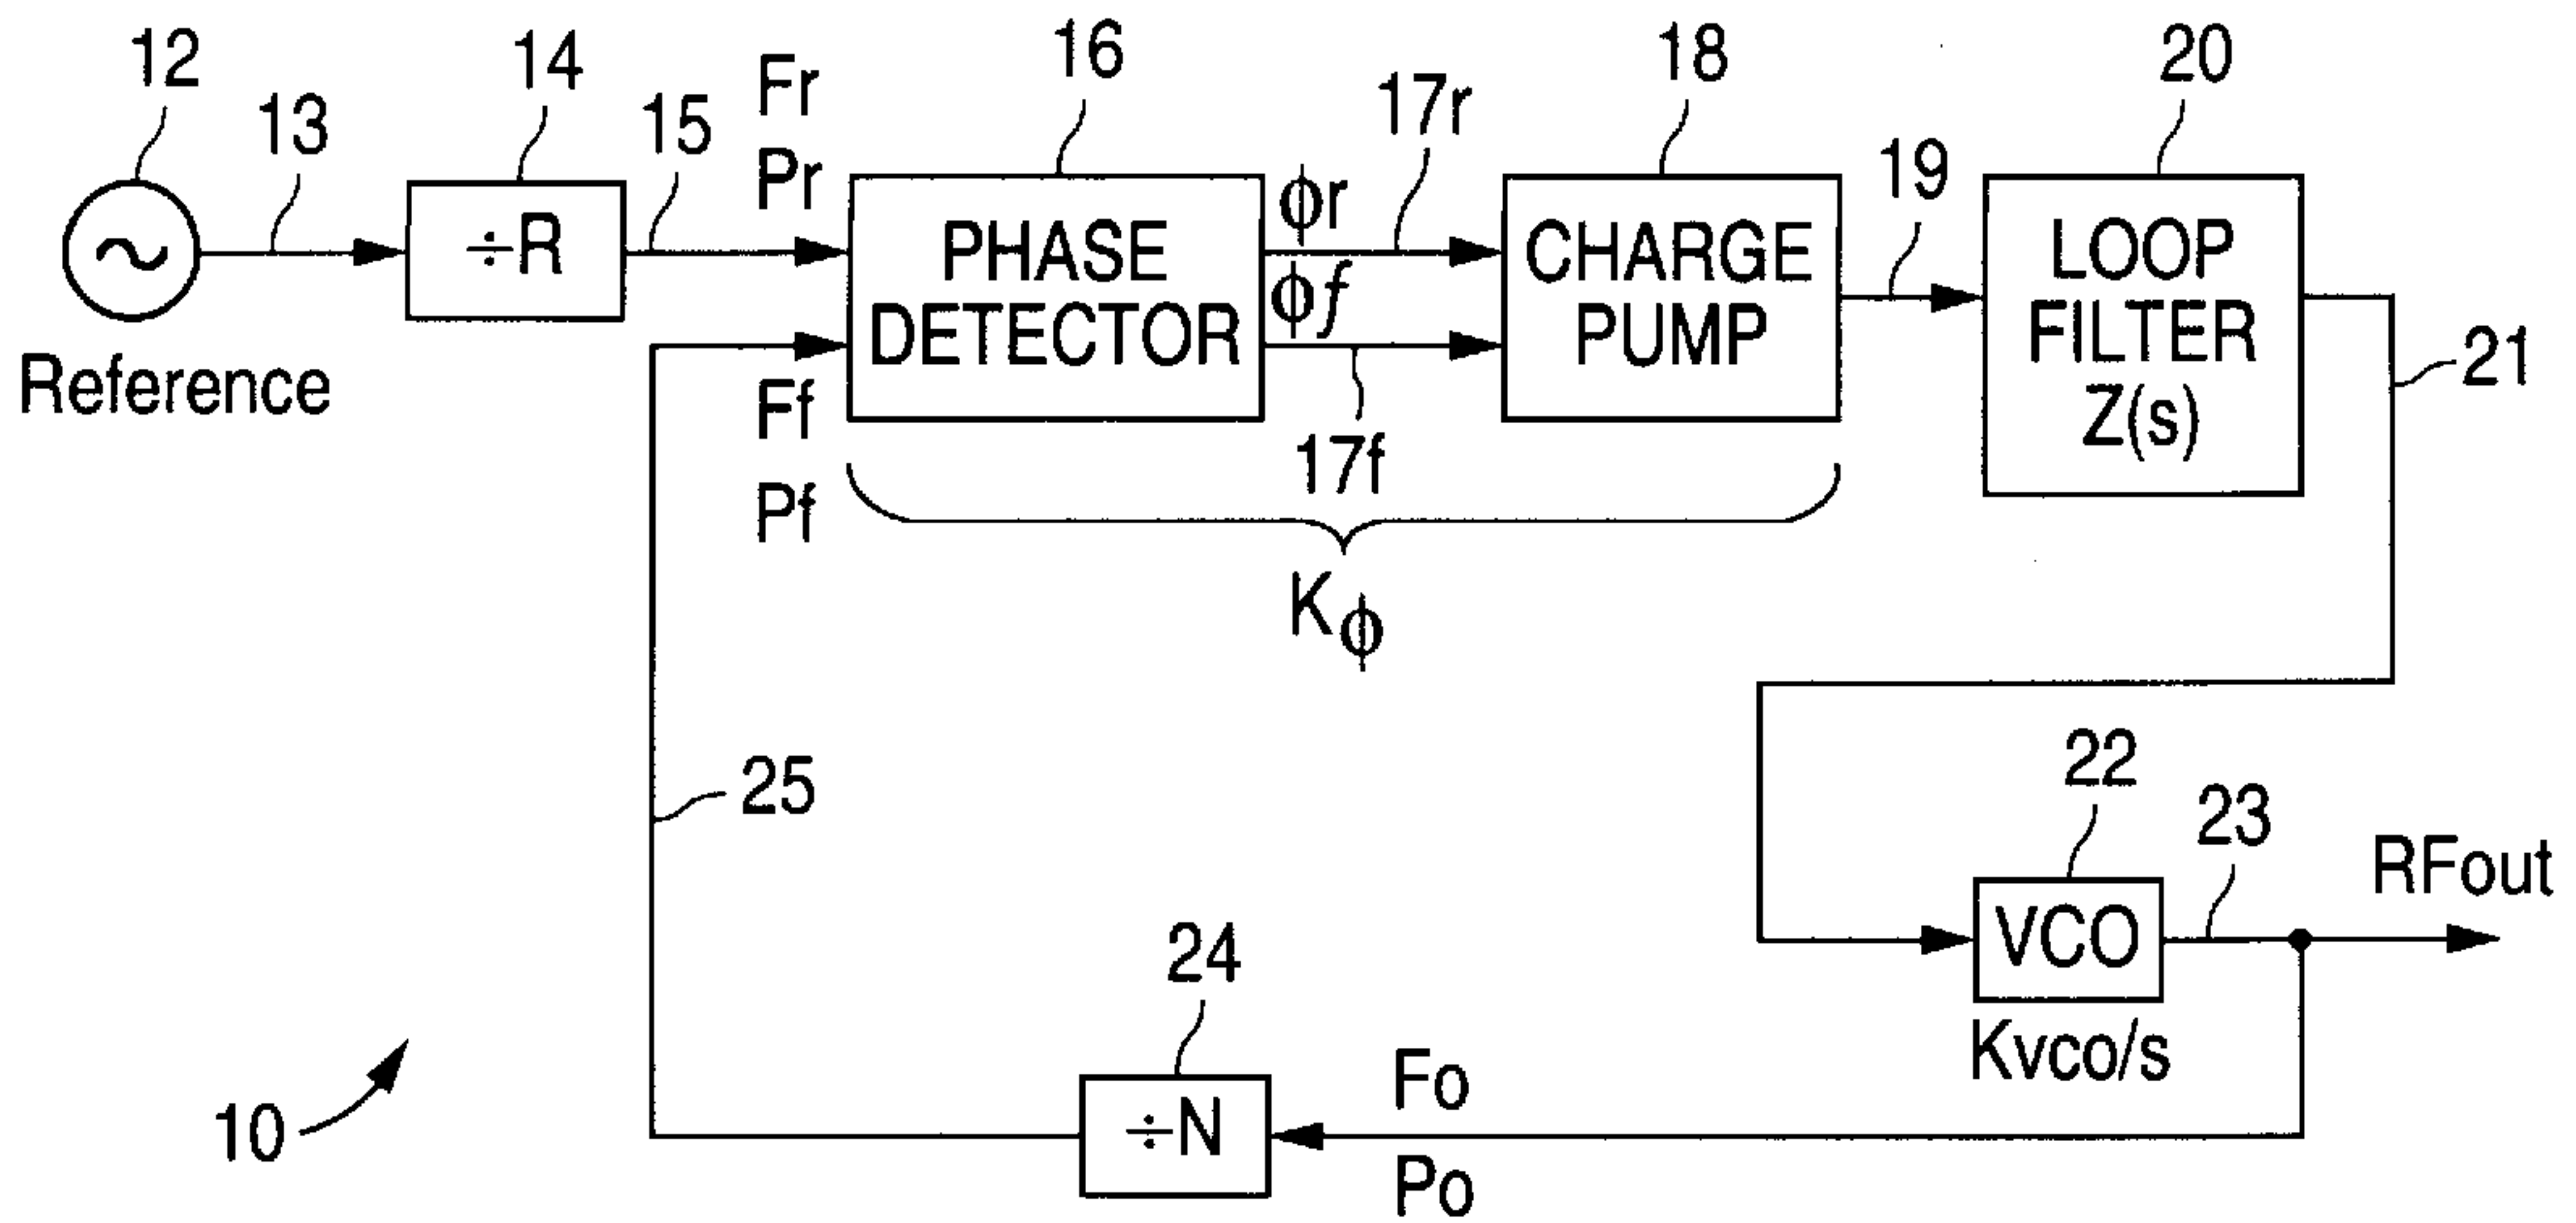 12
13
14
15
Fr
Pr
16
17r
18
19
20
÷R
PHASE
DETECTOR
ϕr
ϕf
CHARGE
PUMP
LOOP
FILTER
Z(s)
21
Reference
Ff
Pf
17f
Kϕ
25
22
23
RFout
VCO
Kvco/s
24
÷N
Fo
Po
10